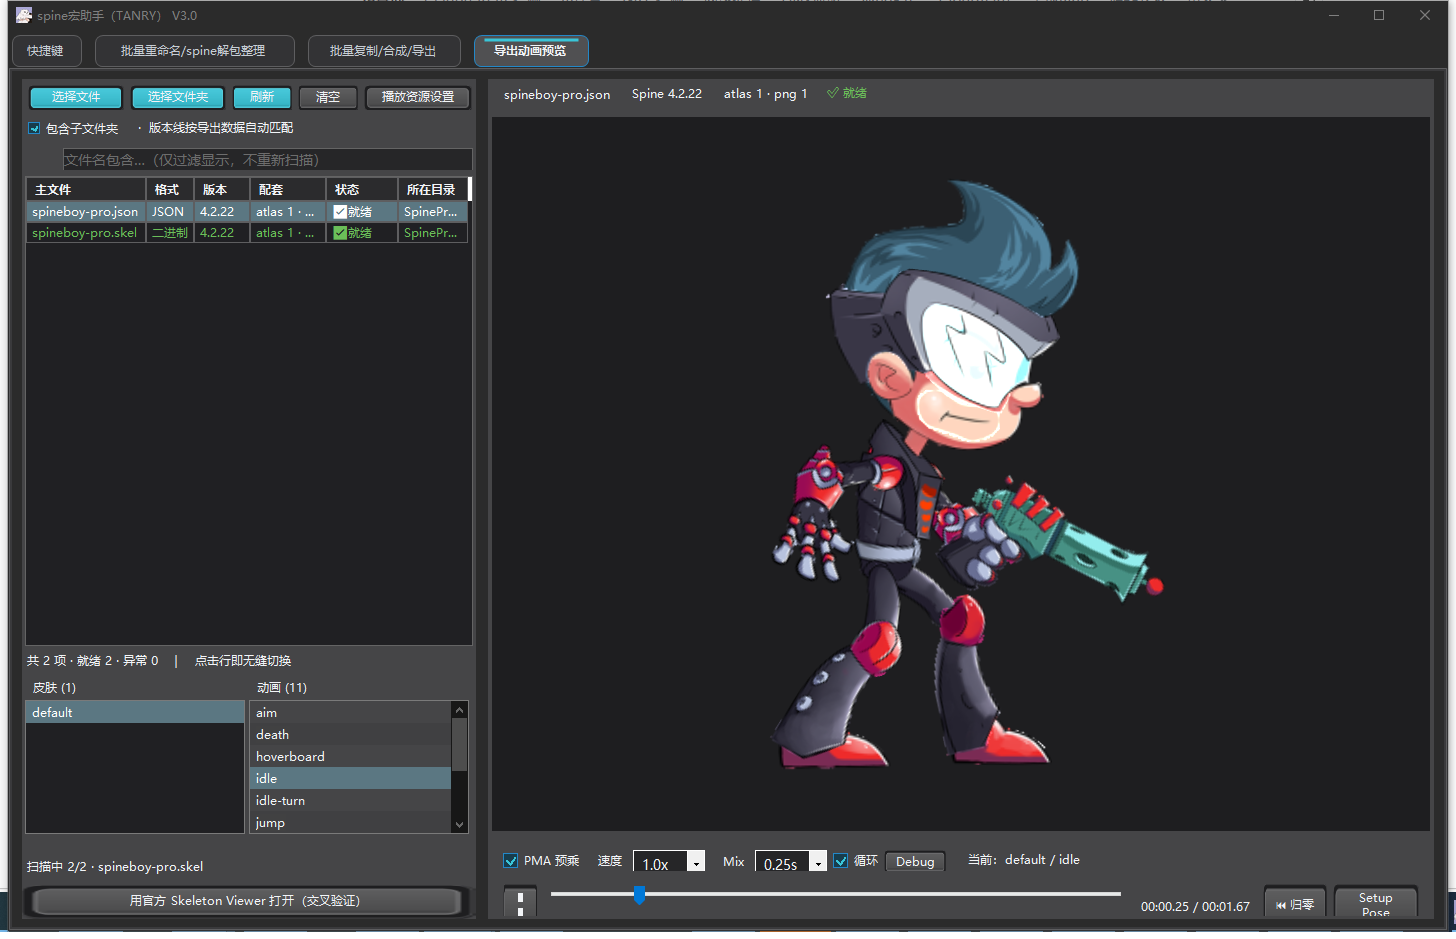 spine宏助手（TANRY） V3.0
快捷键 批量重命名/spine解包整理 批量复制/合成/导出 导出动画预览
选择文件 选择文件夹 刷新 清空 播放资源设置
包含子文件夹 · 版本线按导出数据自动匹配
文件名包含...（仅过滤显示，不重新扫描）
主文件 格式 版本 配套 状态 所在目录
spineboy-pro.json JSON 4.2.22 atlas 1 · ... 就绪 SpinePr...
spineboy-pro.skel 二进制 4.2.22 atlas 1 · ... 就绪 SpinePr...
共 2 项 · 就绪 2 · 异常 0 | 点击行即无缝切换
皮肤 (1)
default
动画 (11)
aim
death
hoverboard
idle
idle-turn
jump
扫描中 2/2 · spineboy-pro.skel
用官方 Skeleton Viewer 打开（交叉验证）
spineboy-pro.json Spine 4.2.22 atlas 1 · png 1 就绪
PMA 预乘 速度 1.0x Mix 0.25s 循环 Debug 当前：default / idle
00:00.25 / 00:01.67 归零 Setup
Pose